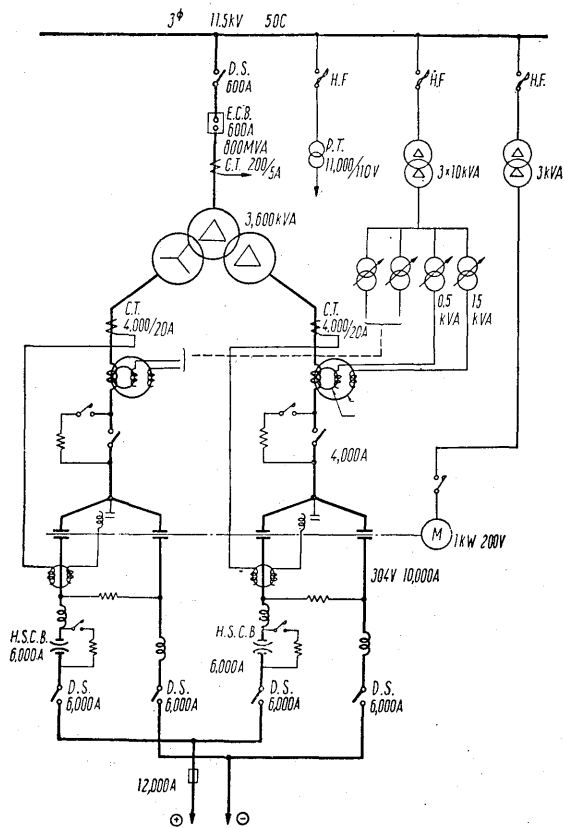 3Φ 11.5kV 50C
D.S.
600A
H.F
H.F
H.F.
E.C.B.
600A
800MVA
C.T. 200/5A
P.T.
11,000/110V
3×10kVA
3kVA
3,600kVA
C.T.
4,000/20A
C.T.
4,000/20A
0.5
kVA
15
kVA
4,000A
M
1kW 200V
304V 10,000A
H.S.C.B.
6,000A
H.S.C.B
6,000A
D.S.
6,000A
D.S.
6,000A
D.S.
6,000A
D.S.
6,000A
12,000A
+
−